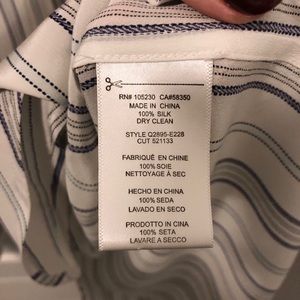 RN# 105230 CA#58350
MADE IN CHINA
100% SILK
DRY CLEAN
STYLE Q2895-E228
CUT 521133
FABRIQUÉ EN CHINE
100% SOIE
NETTOYAGE À SEC
HECHO EN CHINA
100% SEDA
LAVADO EN SECO
PRODOTTO IN CINA
100% SETA
LAVARE A SECCO